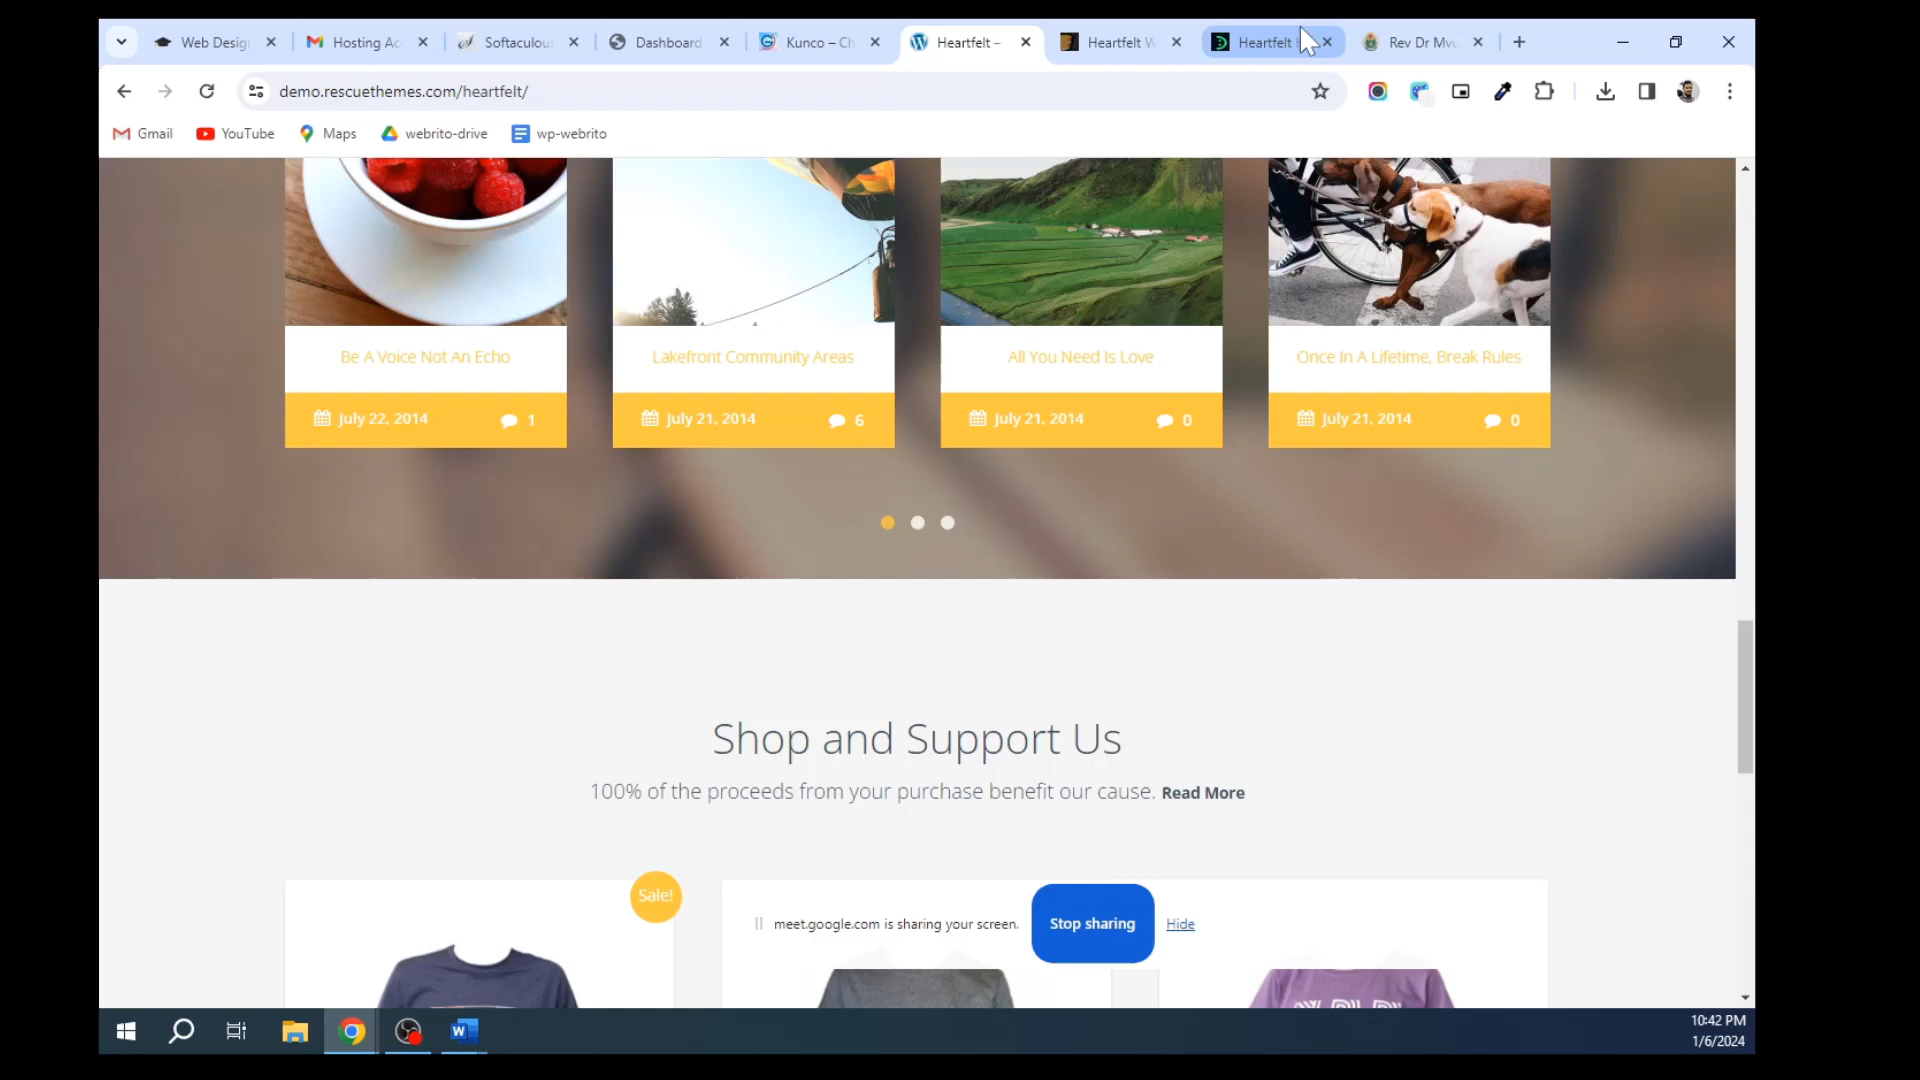 Web Desig
Hosting Ac
Softaculous
Dashboard
Kunco – Ch
Heartfelt –
Heartfelt W
Heartfelt
Rev Dr Mvu
demo.rescuethemes.com/heartfelt/
Gmail
YouTube
Maps
webrito-drive
wp-webrito
Be A Voice Not An Echo
Lakefront Community Areas
All You Need Is Love
Once In A Lifetime, Break Rules
July 22, 2014 1
July 21, 2014 6
July 21, 2014 0
July 21, 2014 0
Shop and Support Us
100% of the proceeds from your purchase benefit our cause. Read More
Sale!
meet.google.com is sharing your screen.
Stop sharing
Hide
10:42 PM
1/6/2024